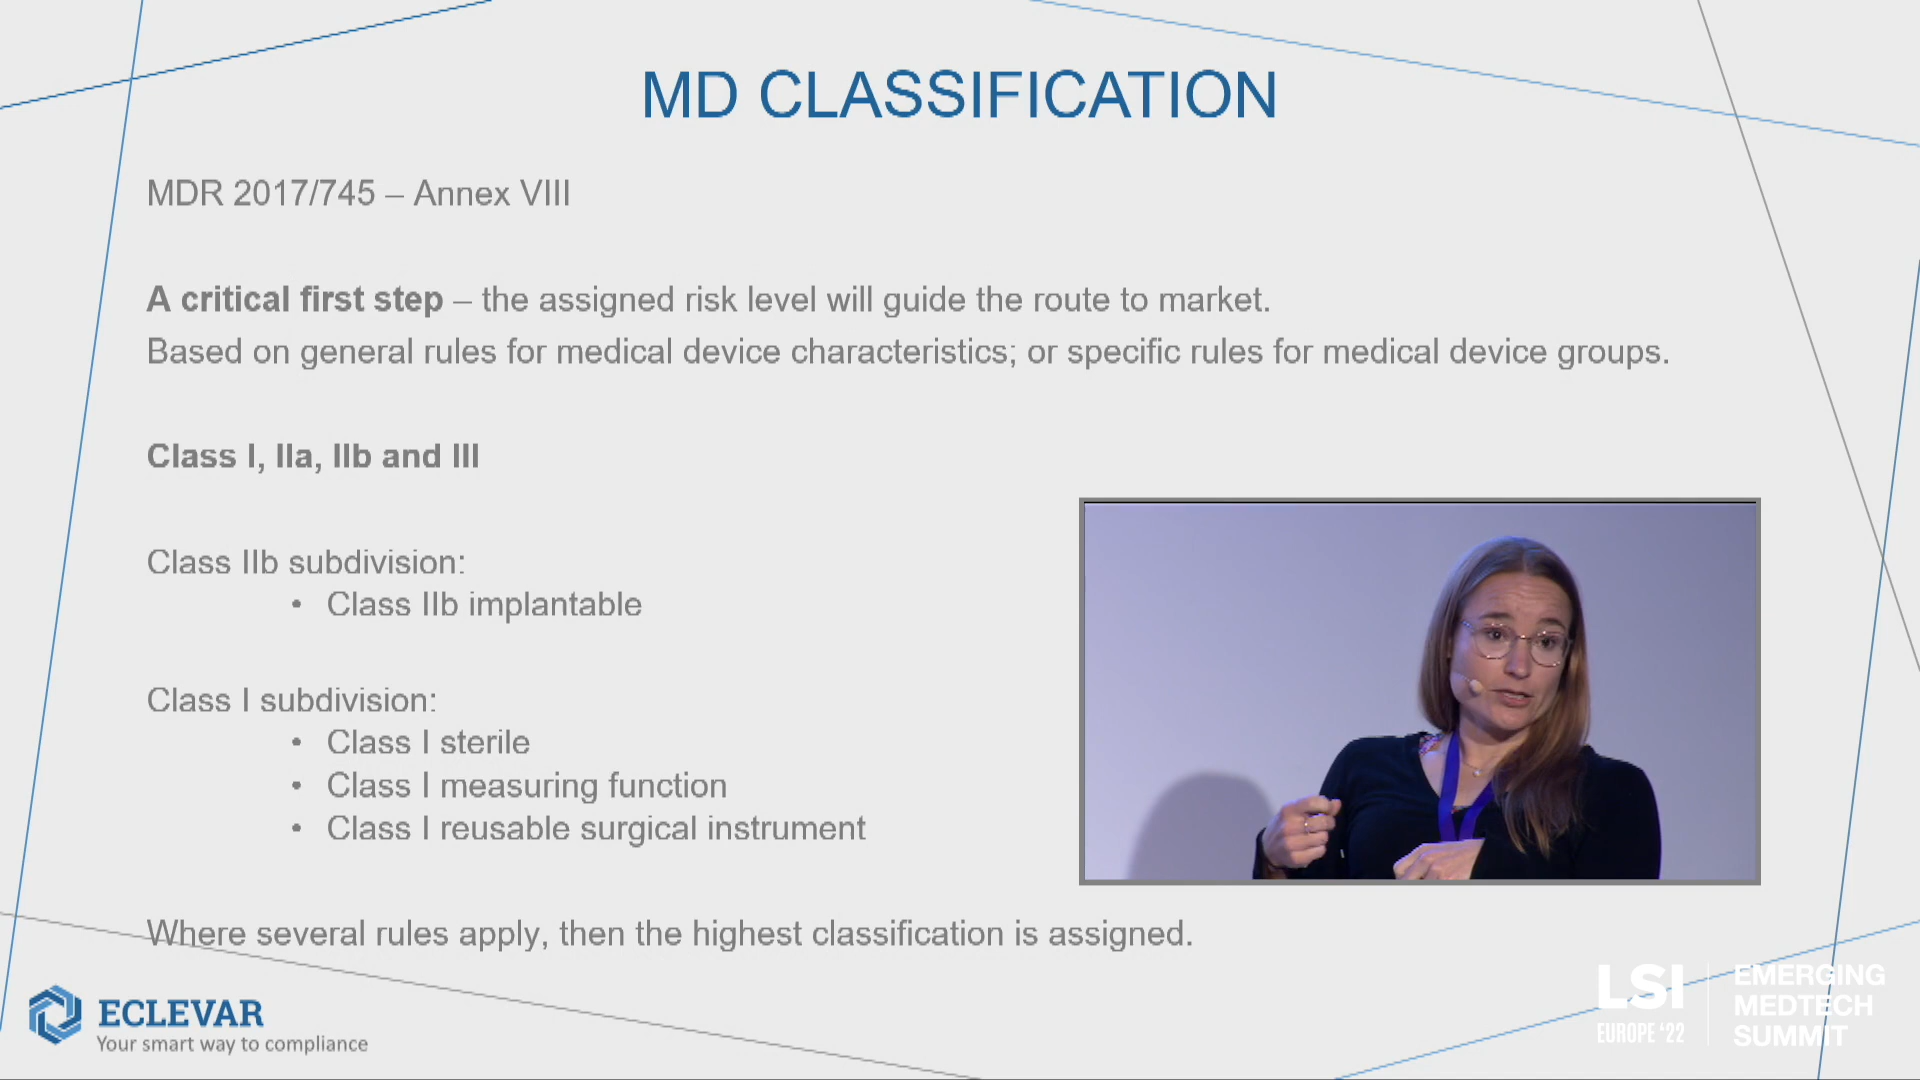 MD CLASSIFICATION
MDR 2017/745 – Annex VIII
A critical first step – the assigned risk level will guide the route to market.
Based on general rules for medical device characteristics; or specific rules for medical device groups.
Class I, IIa, IIb and III
Class IIb subdivision:
• Class IIb implantable
Class I subdivision:
• Class I sterile
• Class I measuring function
• Class I reusable surgical instrument
Where several rules apply, then the highest classification is assigned.
ECLEVAR
Your smart way to compliance
LSI
EUROPE '22
EMERGING
MEDTECH
SUMMIT